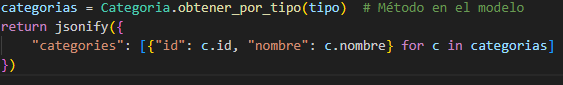 categorias = Categoria.obtener_por_tipo(tipo)  # Método en el modelo
return jsonify({
    "categories": [{"id": c.id, "nombre": c.nombre} for c in categorias]
})